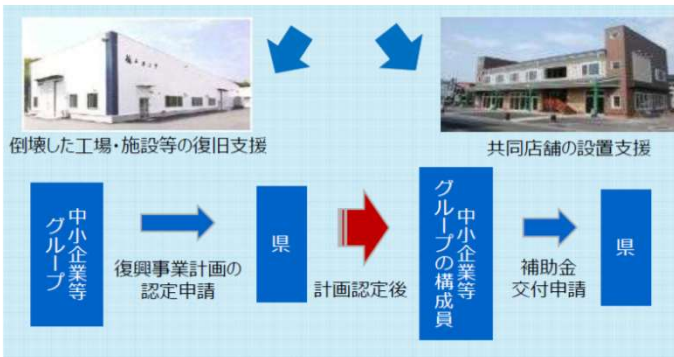 倒壊した工場・施設等の復旧支援
共同店舗の設置支援
中小企業等
グループ
復興事業計画の
認定申請
県
計画認定後
中小企業等
グループの構成員
補助金
交付申請
県